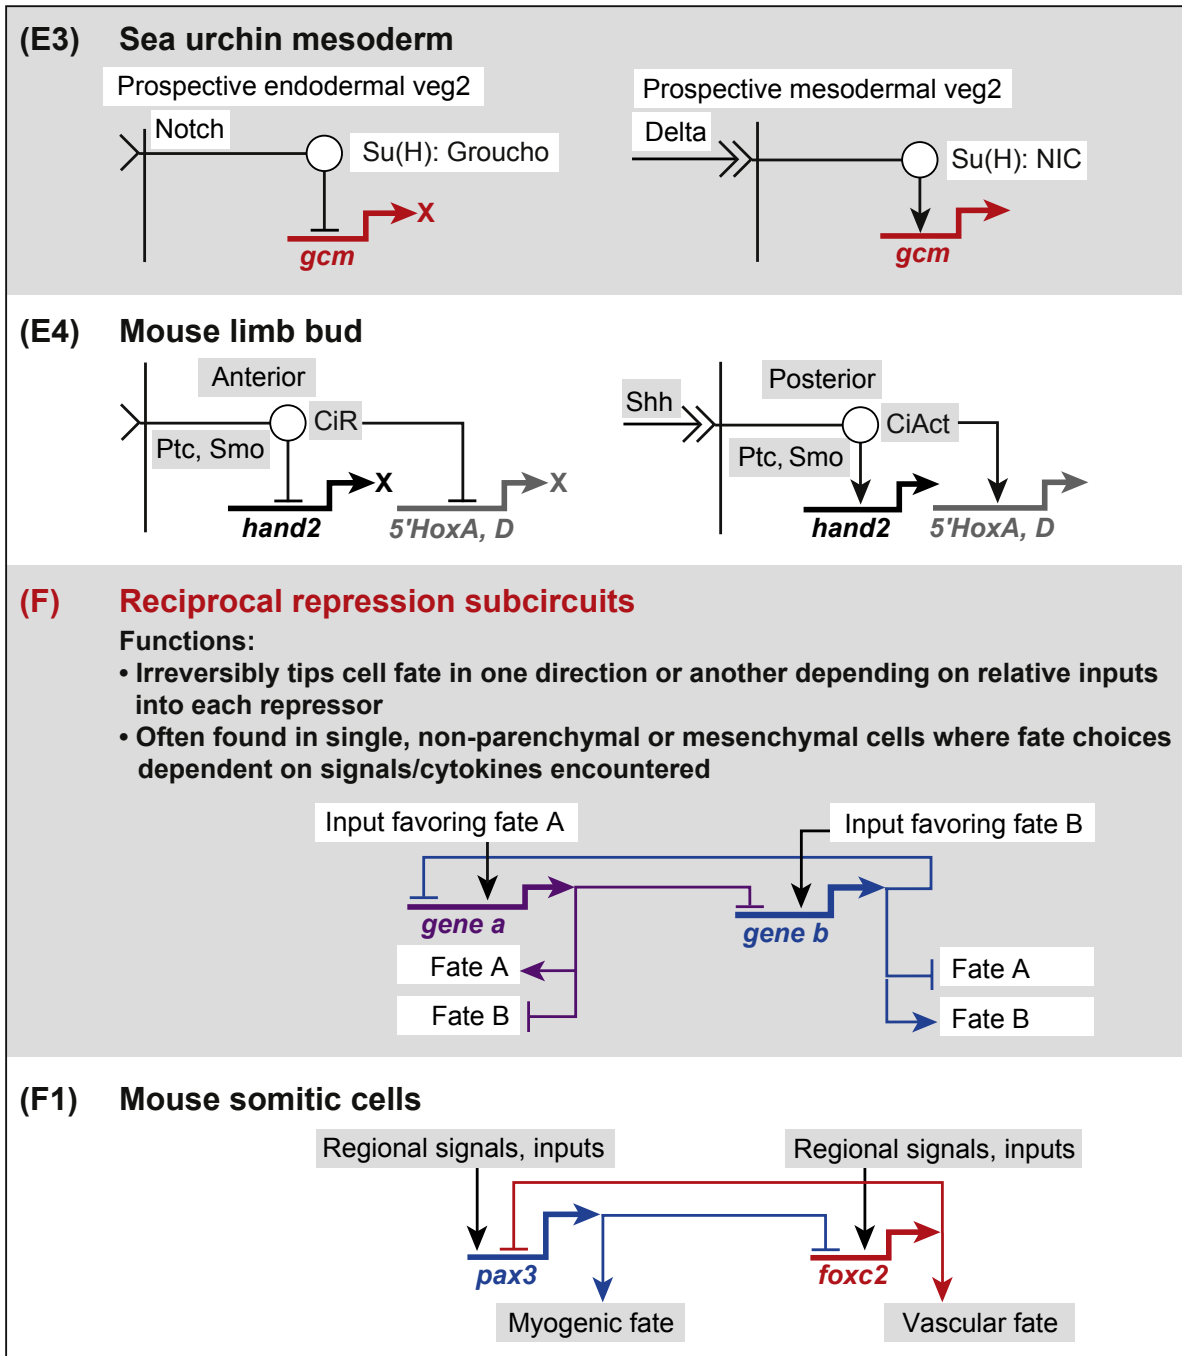 (E3) Sea urchin mesoderm
Prospective endodermal veg2
Prospective mesodermal veg2
Notch
Su(H): Groucho
X
gcm
Delta
Su(H): NIC
gcm
(E4) Mouse limb bud
Anterior
CiR
Ptc, Smo
X
hand2
X
5'HoxA, D
Shh
Posterior
CiAct
Ptc, Smo
hand2
5'HoxA, D
(F) Reciprocal repression subcircuits
Functions:
• Irreversibly tips cell fate in one direction or another depending on relative inputs
into each repressor
• Often found in single, non-parenchymal or mesenchymal cells where fate choices
dependent on signals/cytokines encountered
Input favoring fate A
Input favoring fate B
gene a
gene b
Fate A
Fate B
Fate A
Fate B
(F1) Mouse somitic cells
Regional signals, inputs
Regional signals, inputs
pax3
foxc2
Myogenic fate
Vascular fate